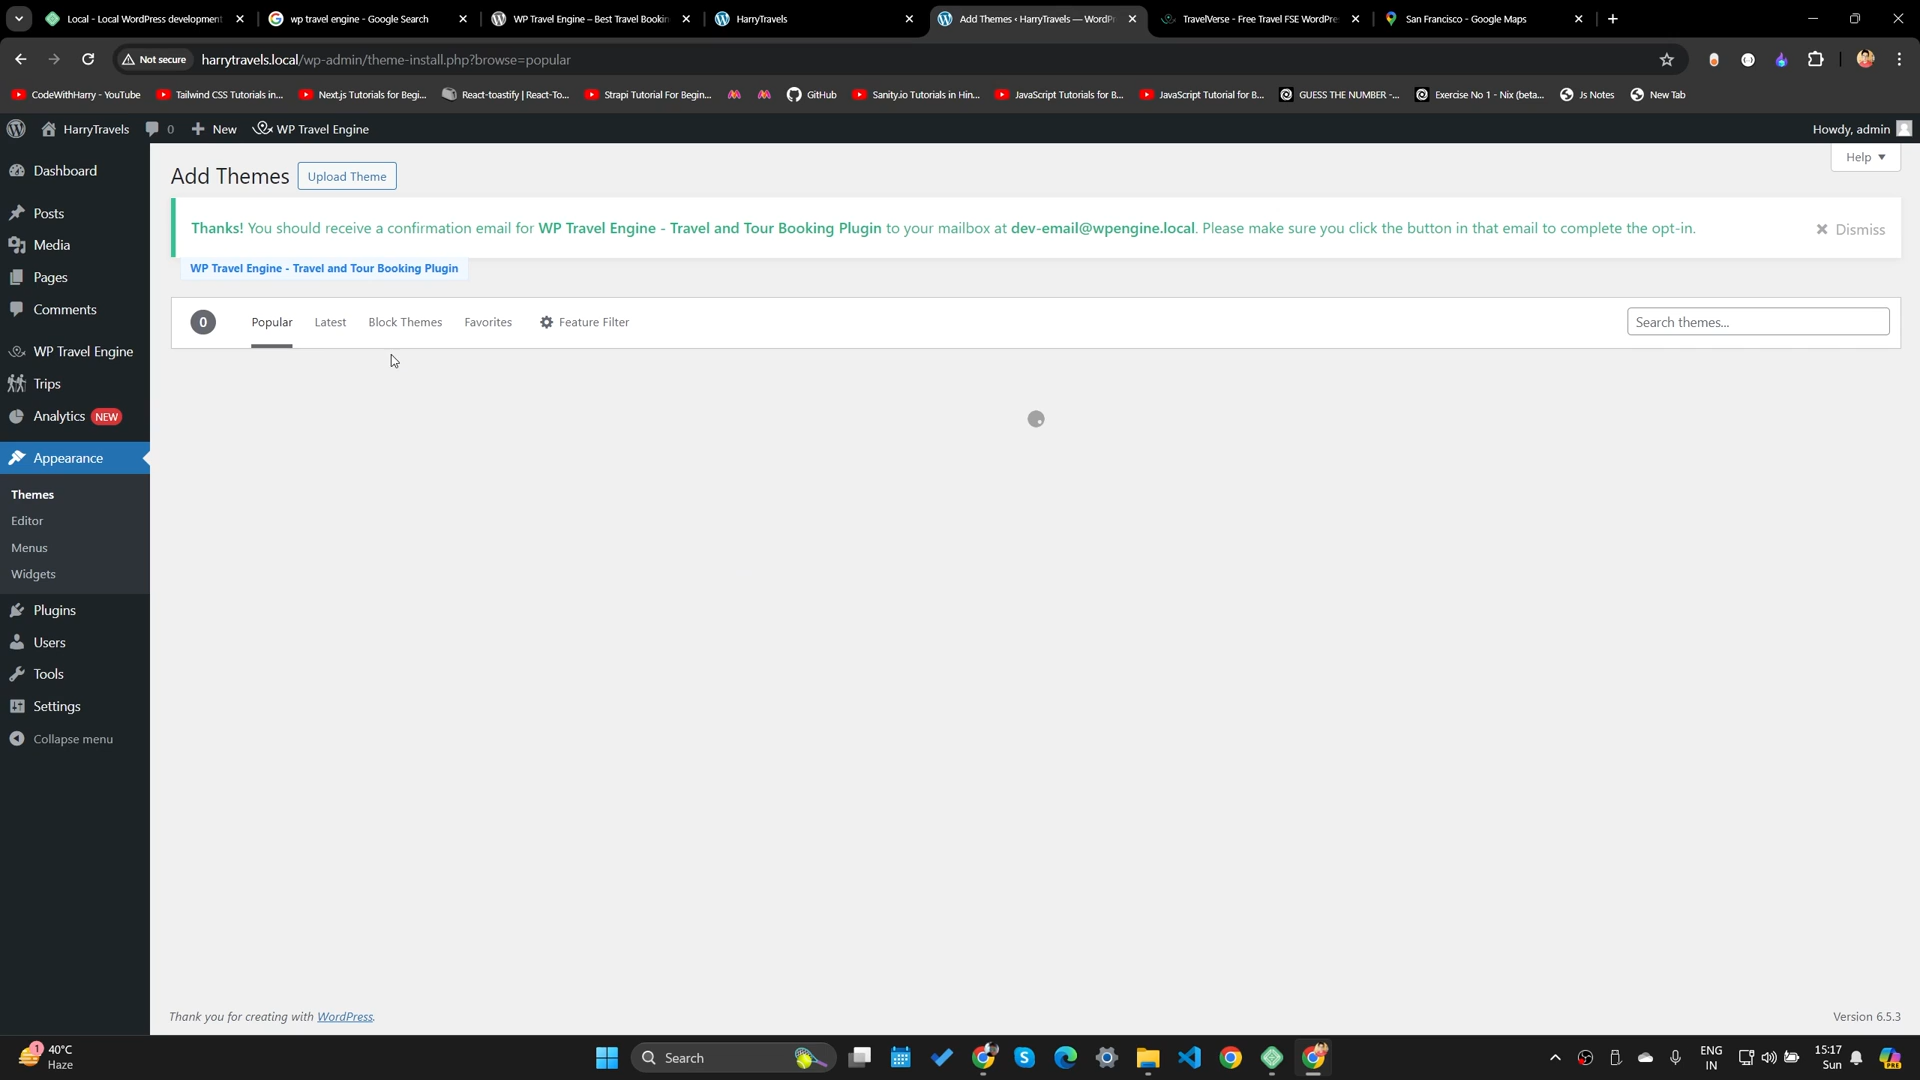 Local - Local WordPress development
wp travel engine - Google Search
WP Travel Engine – Best Travel Bookin
HarryTravels
Add Themes ‹ HarryTravels — WordPr
TravelVerse - Free Travel FSE WordPre
San Francisco - Google Maps
Not secure
harrytravels.local/wp-admin/theme-install.php?browse=popular
CodeWithHarry - YouTube
Tailwind CSS Tutorials in...
Next.js Tutorials for Begi...
React-toastify | React-To...
Strapi Tutorial For Begin...
GitHub
Sanity.io Tutorials in Hin...
JavaScript Tutorials for B...
JavaScript Tutorial for B...
GUESS THE NUMBER -...
Exercise No 1 - Nix (beta...
Js Notes
New Tab
HarryTravels
0
New
WP Travel Engine
Howdy, admin
Dashboard
Posts
Media
Pages
Comments
WP Travel Engine
Trips
Analytics NEW
Appearance
Themes
Editor
Menus
Widgets
Plugins
Users
Tools
Settings
Collapse menu
Help
Add Themes
Upload Theme
Thanks! You should receive a confirmation email for WP Travel Engine - Travel and Tour Booking Plugin to your mailbox at dev-email@wpengine.local. Please make sure you click the button in that email to complete the opt-in.
Dismiss
WP Travel Engine - Travel and Tour Booking Plugin
0
Popular
Latest
Block Themes
Favorites
Feature Filter
Search themes...
Thank you for creating with WordPress.
Version 6.5.3
1
40°C
Haze
Search
ENG
IN
15:17
Sun
PRE